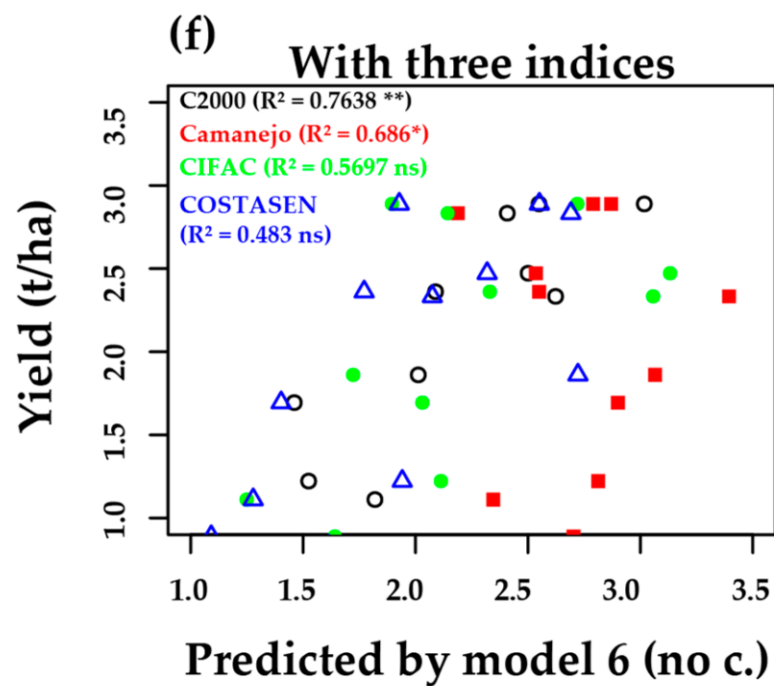 (f)
With three indices
C2000 (R² = 0.7638 **)
Camanejo (R² = 0.686*)
CIFAC (R² = 0.5697 ns)
COSTASEN
(R² = 0.483 ns)
Yield (t/ha)
3.5
3.0
2.5
2.0
1.5
1.0
1.0 1.5 2.0 2.5 3.0 3.5
Predicted by model 6 (no c.)